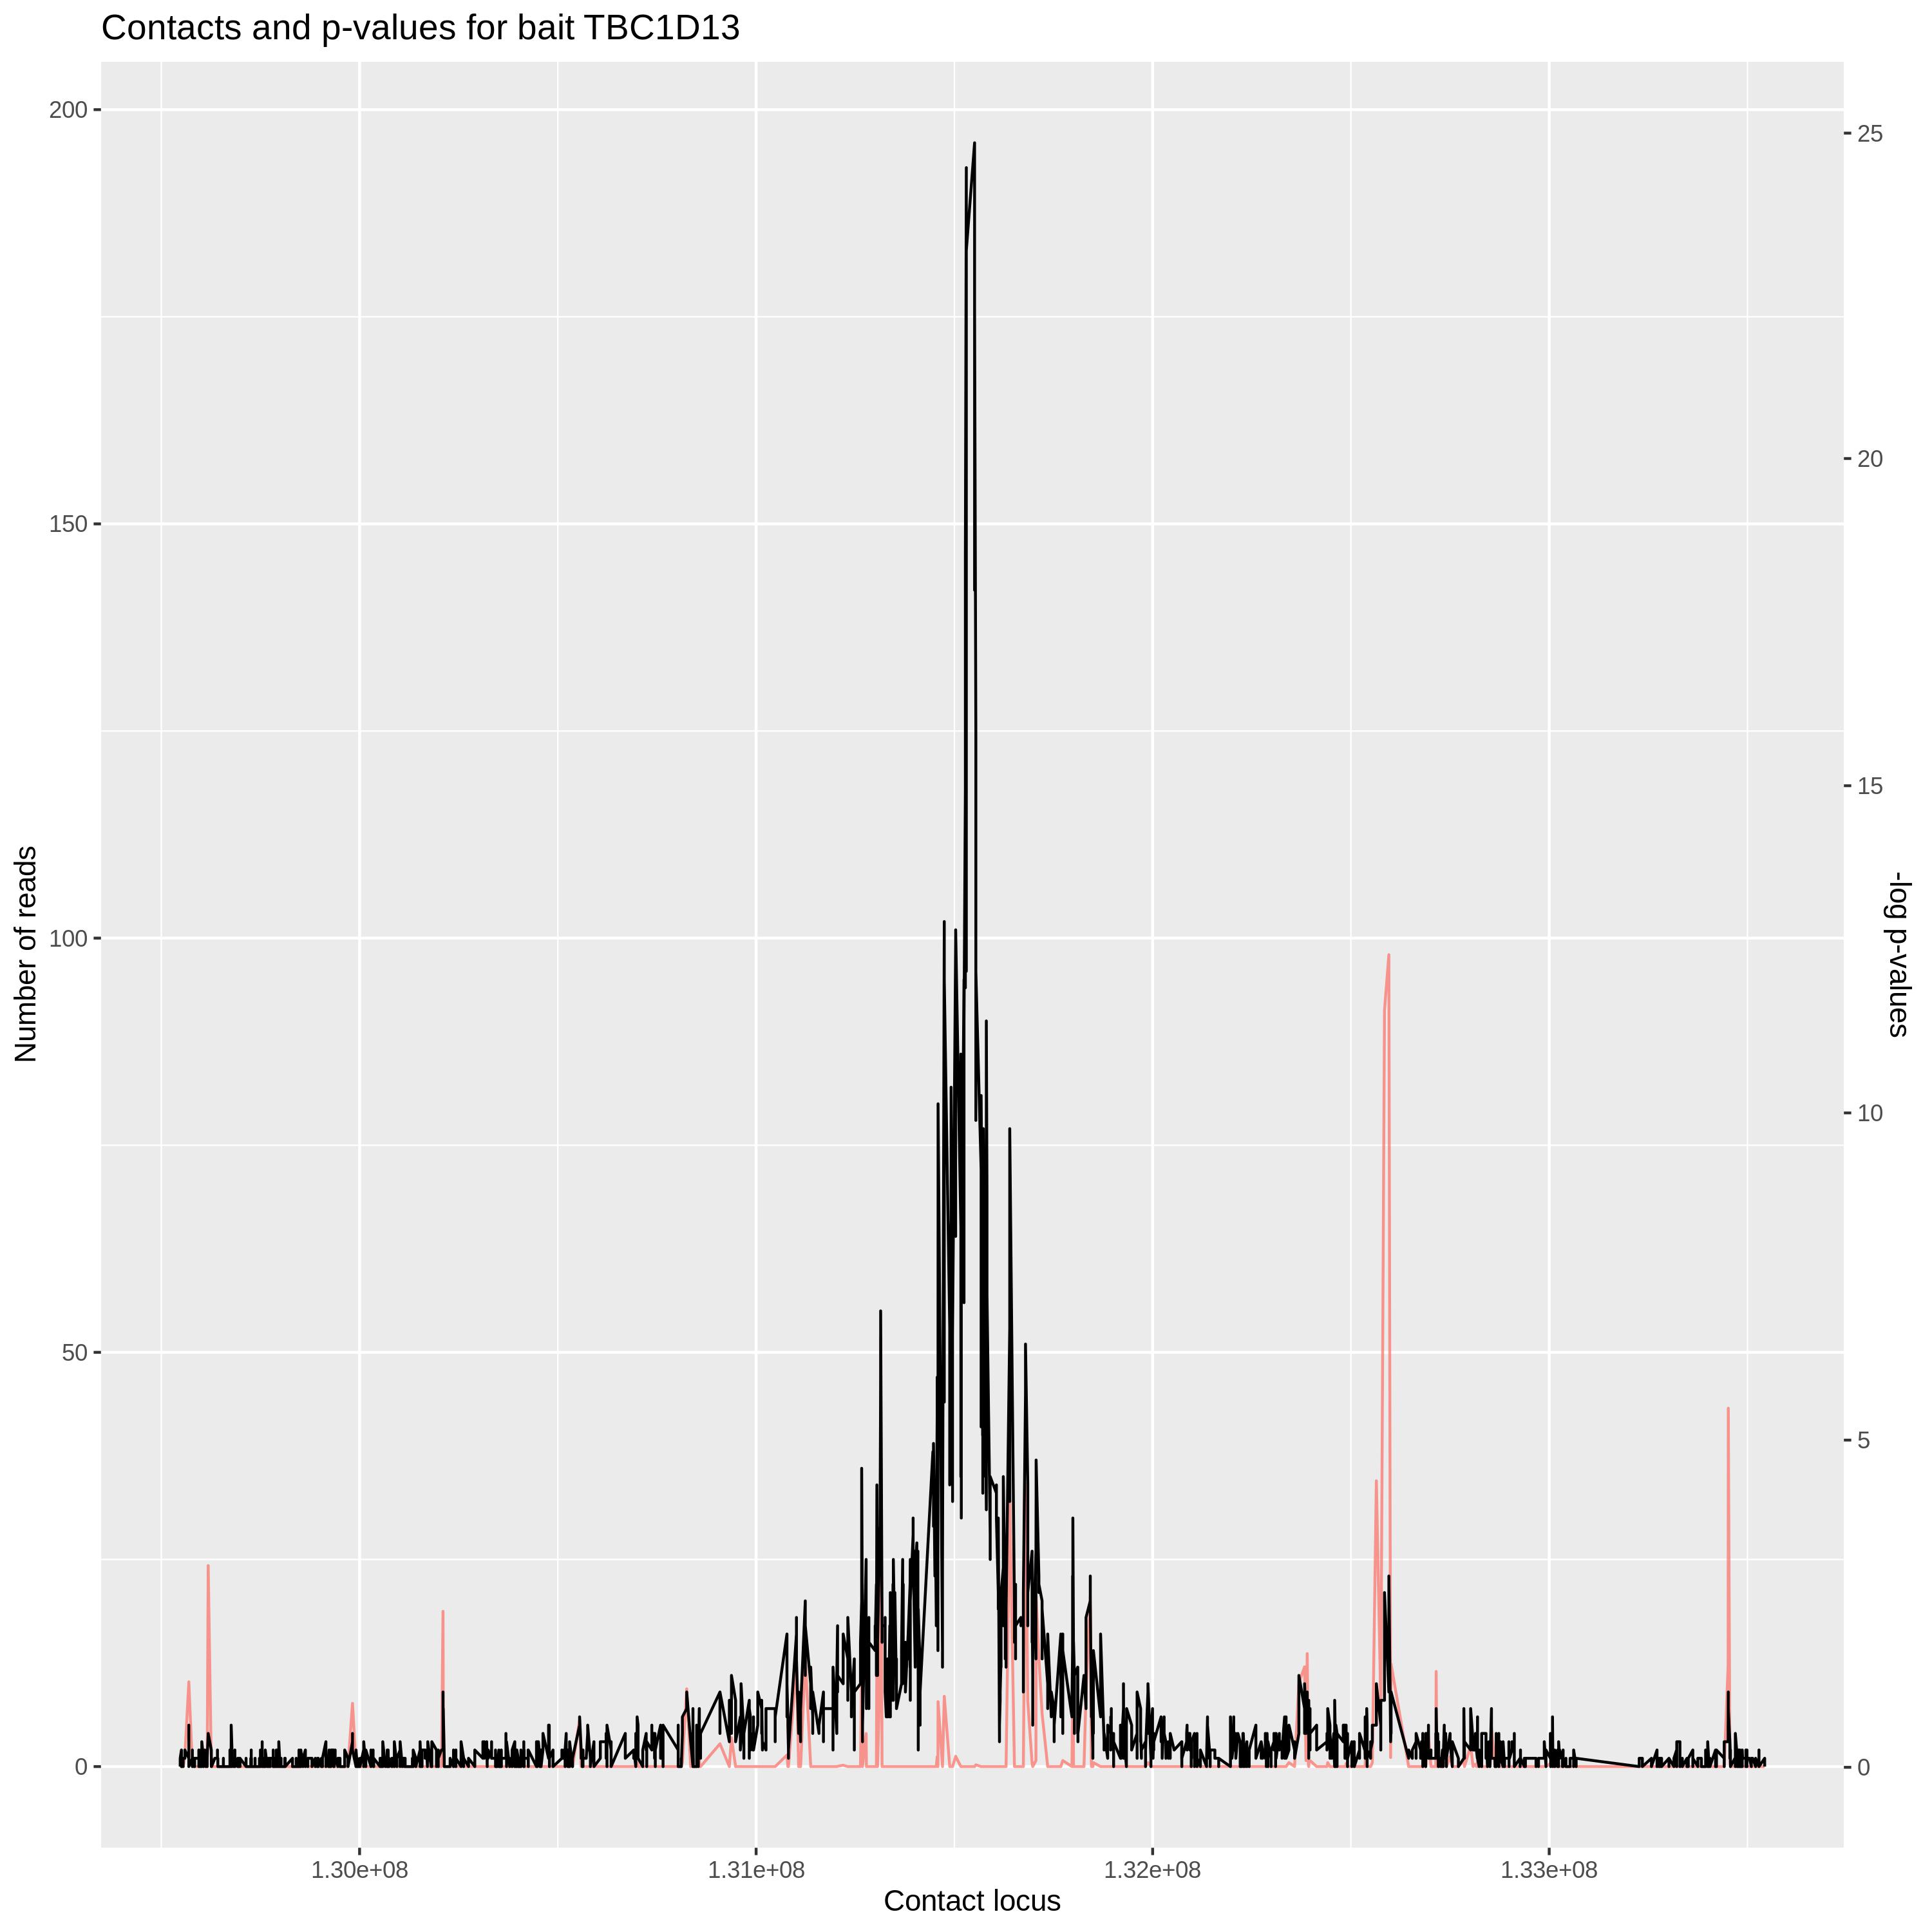 Contacts and p-values for bait TBC1D13
200
150
100
50
0
Number of reads
25
20
15
10
5
0
-log p-values
1.30e+08
1.31e+08
1.32e+08
1.33e+08
Contact locus